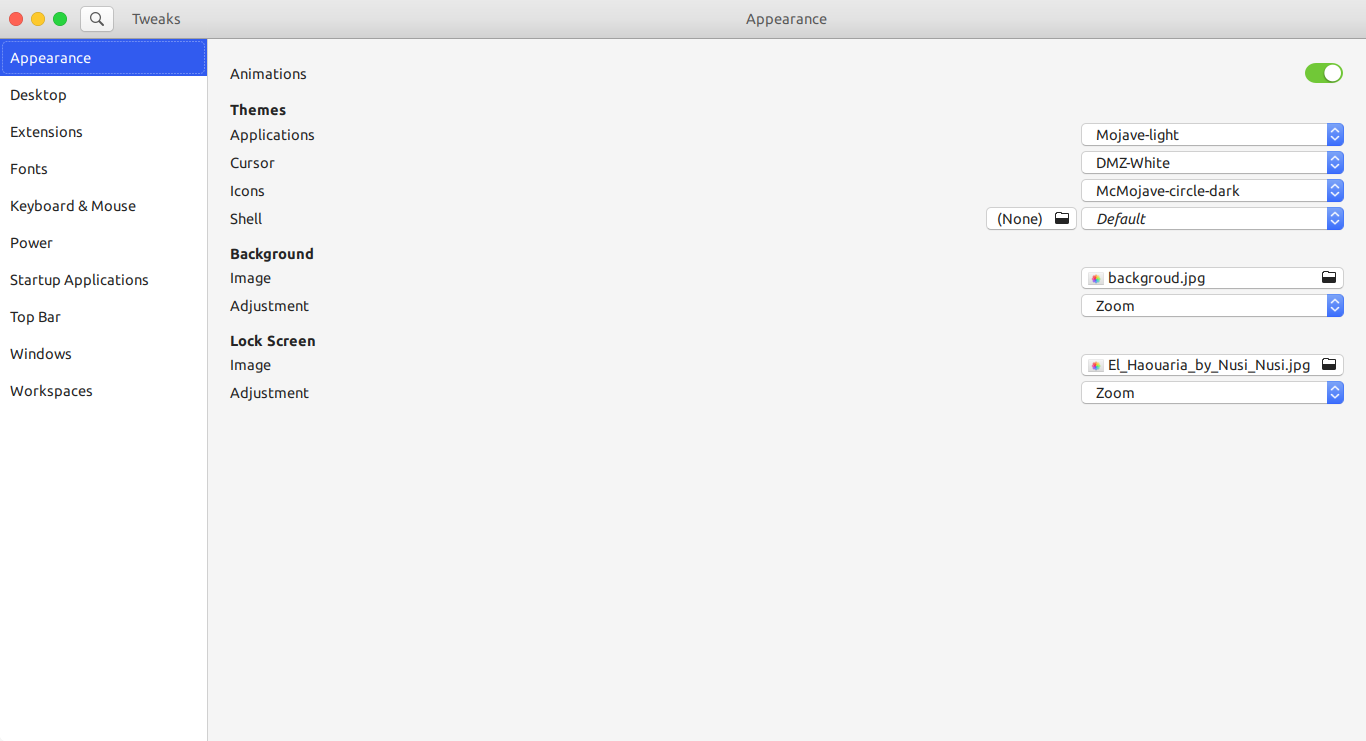 Tweaks
Appearance
Appearance
Desktop
Extensions
Fonts
Keyboard & Mouse
Power
Startup Applications
Top Bar
Windows
Workspaces
Animations
Themes
Applications Mojave-light
Cursor DMZ-White
Icons McMojave-circle-dark
Shell (None) Default
Background
Image backgroud.jpg
Adjustment Zoom
Lock Screen
Image El_Haouaria_by_Nusi_Nusi.jpg
Adjustment Zoom